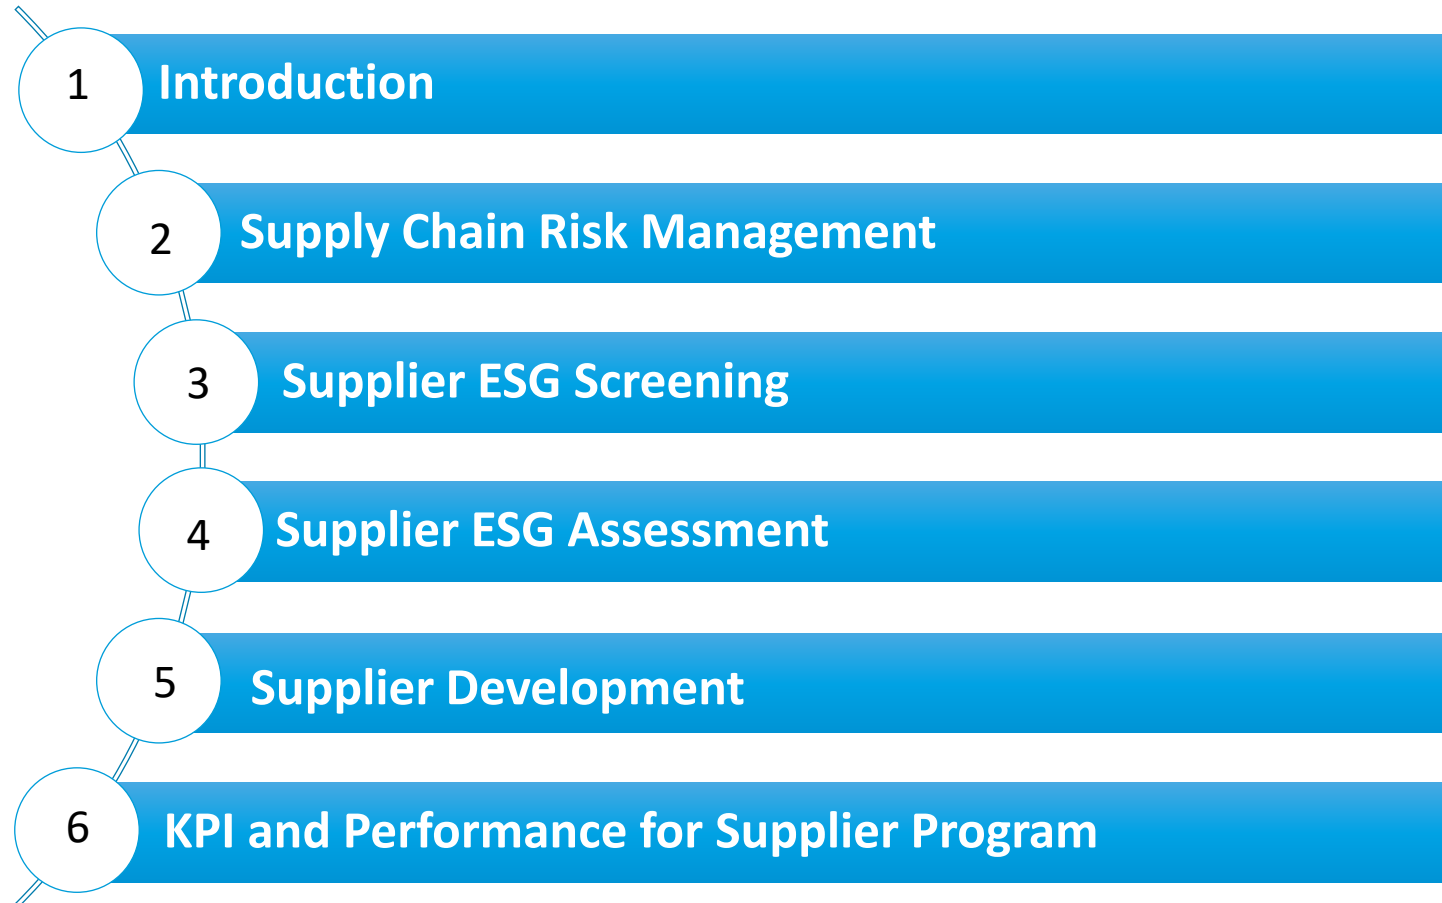 1 Introduction
2 Supply Chain Risk Management
3 Supplier ESG Screening
4 Supplier ESG Assessment
5 Supplier Development
6 KPI and Performance for Supplier Program